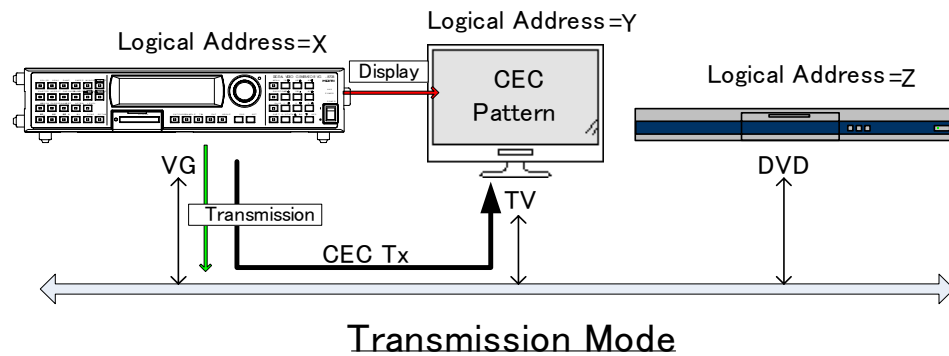 Logical Address=X
Logical Address=Y
Logical Address=Z
Display
CEC
Pattern
VG
TV
DVD
Transmission
CEC Tx
Transmission Mode